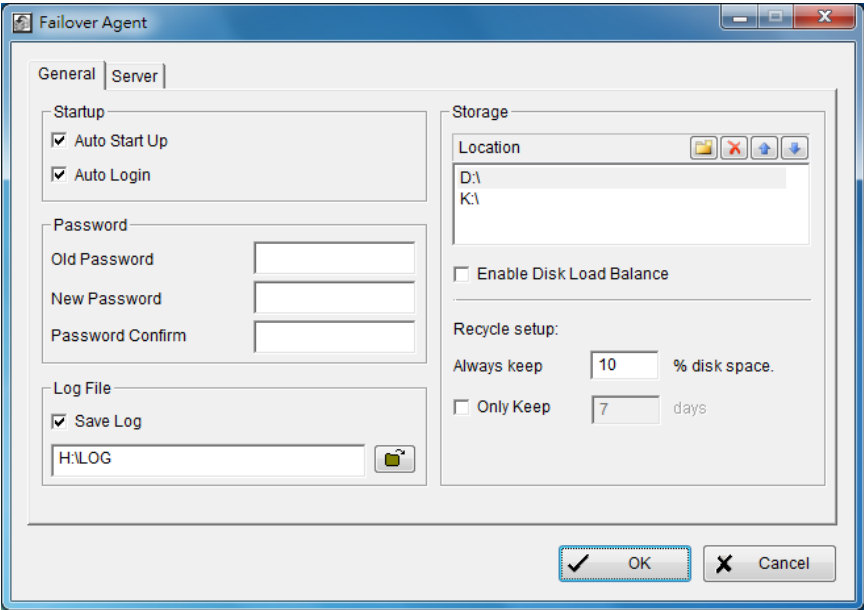 Failover Agent
General
Server
Startup
Auto Start Up
Auto Login
Password
Old Password
New Password
Password Confirm
Log File
Save Log
H:\LOG
Storage
Location
D:\
K:\
Enable Disk Load Balance
Recycle setup:
Always keep 10 % disk space.
Only Keep 7 days
OK
Cancel